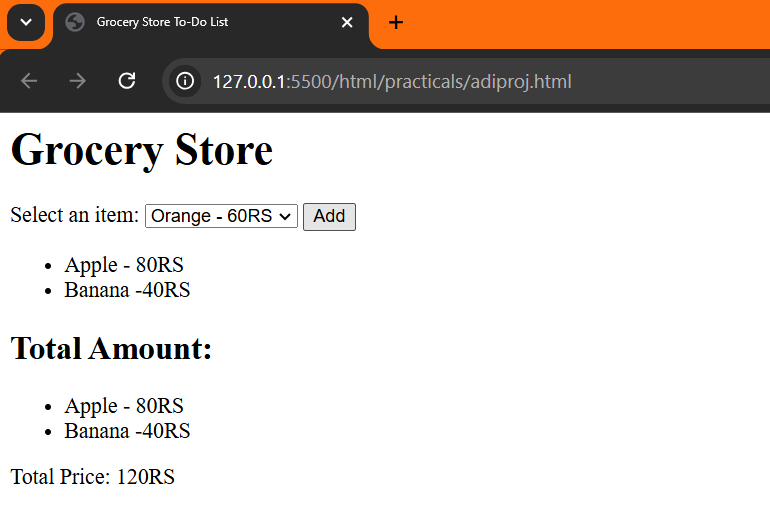 Grocery Store To-Do List
127.0.0.1:5500/html/practicals/adiproj.html
Grocery Store
Select an item: Orange - 60RS Add
Apple - 80RS
Banana -40RS
Total Amount:
Apple - 80RS
Banana -40RS
Total Price: 120RS